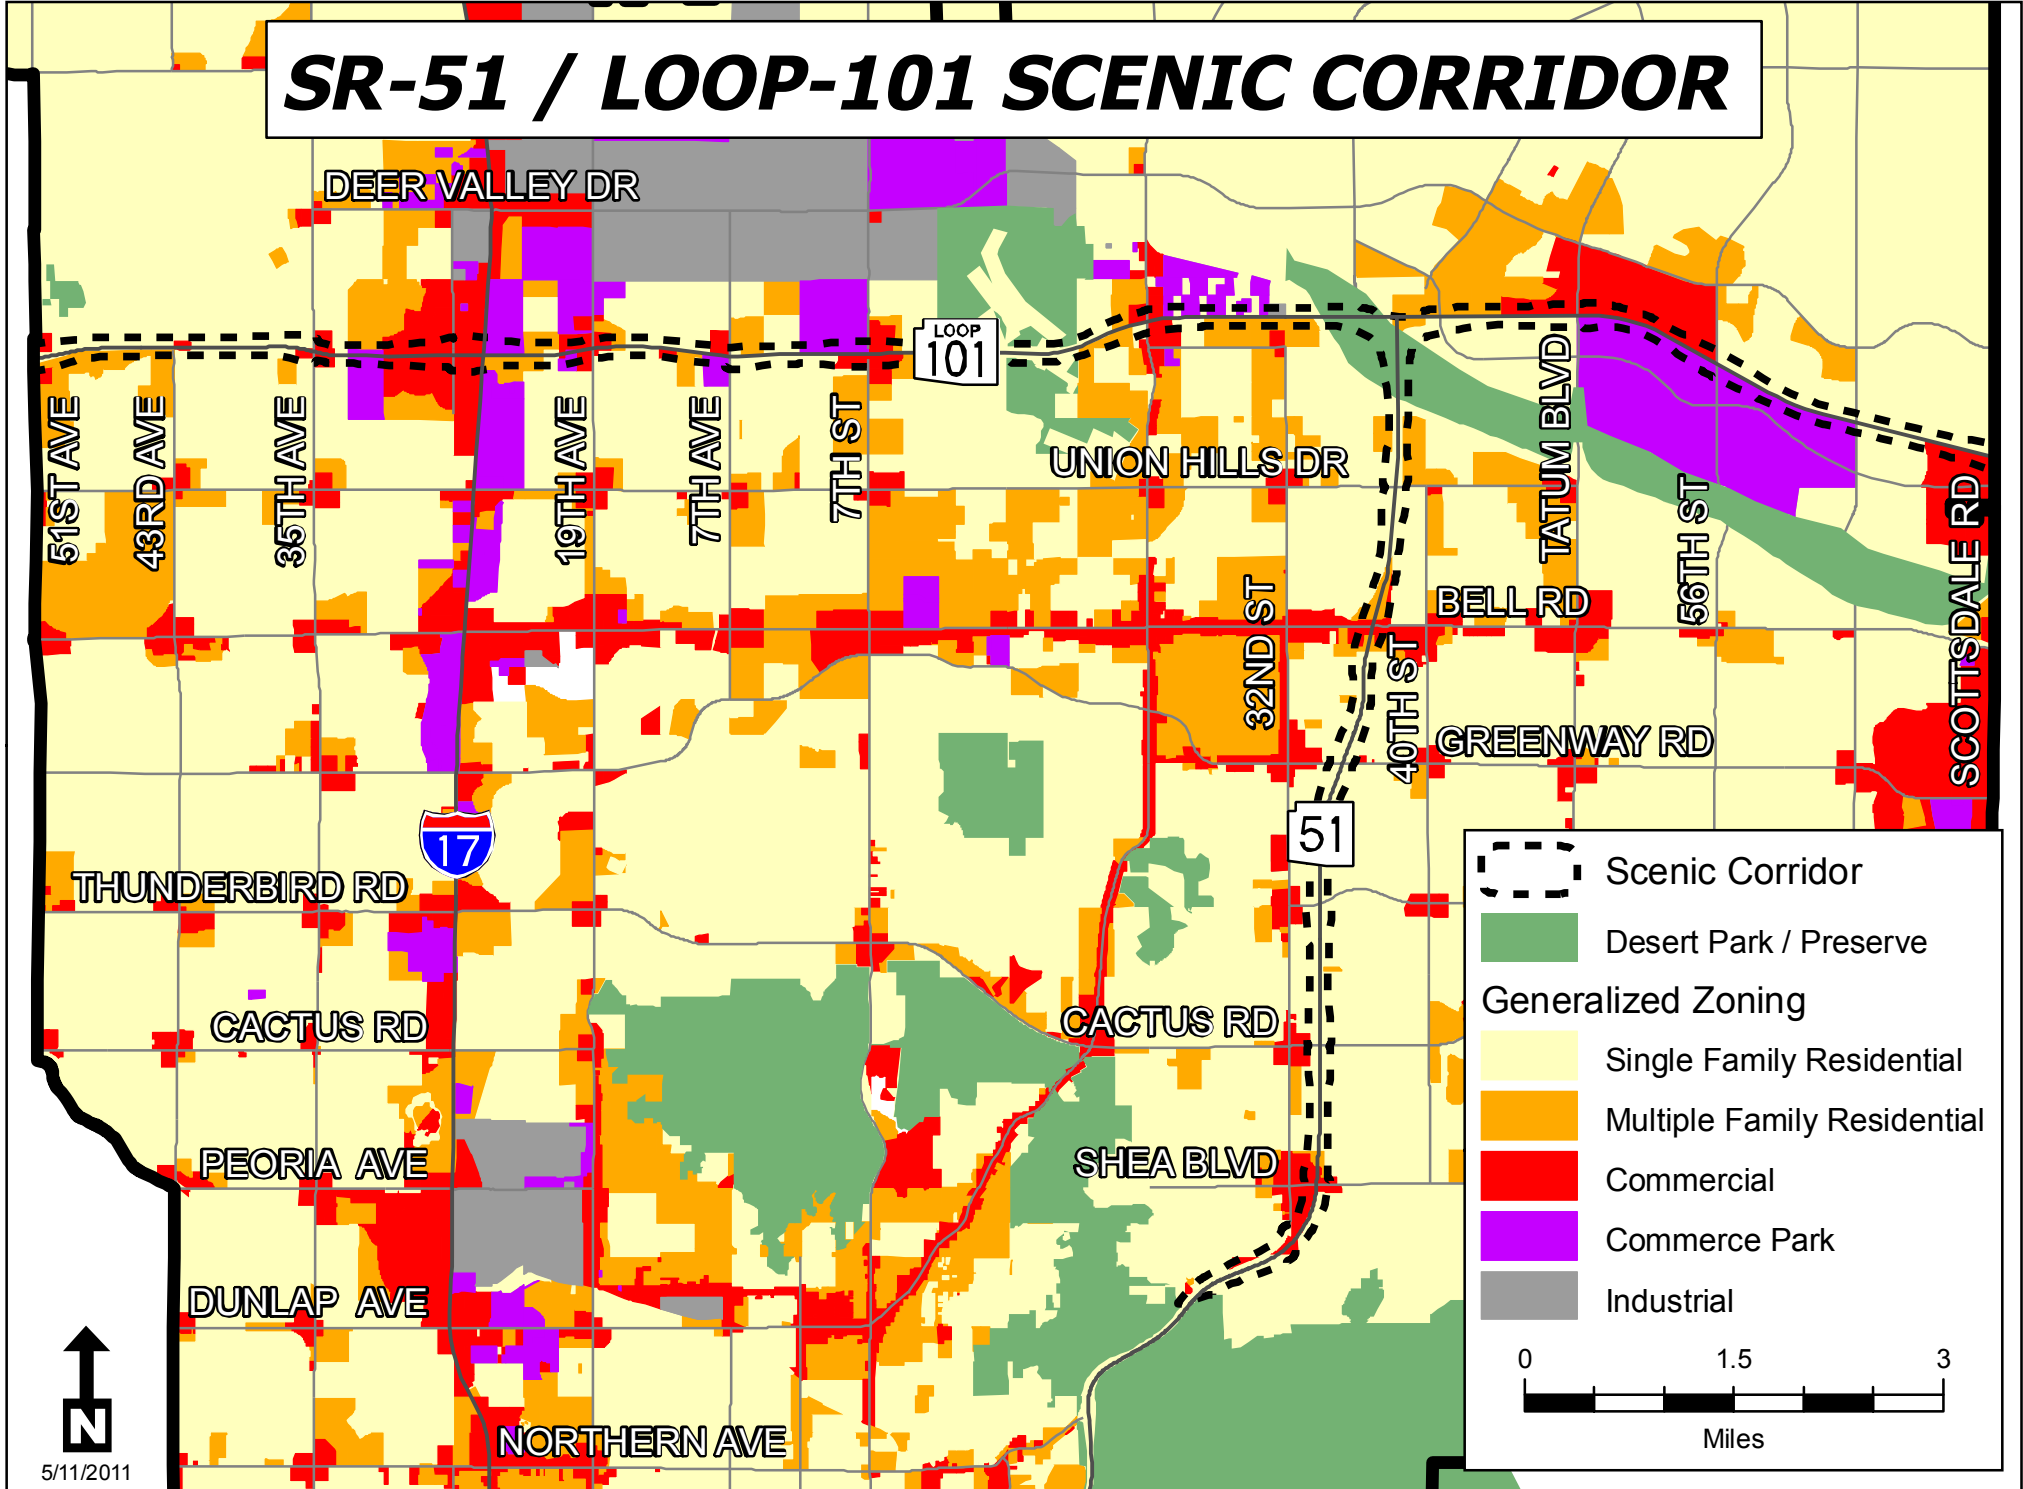 SR-51 / LOOP-101 SCENIC CORRIDOR
DEER VALLEY DR
LOOP
101
51ST AVE
43RD AVE
35TH AVE
19TH AVE
7TH AVE
7TH ST
UNION HILLS DR
TATUM BLVD
56TH ST
SCOTTSDALE RD
32ND ST
BELL RD
40TH ST
GREENWAY RD
17
51
THUNDERBIRD RD
CACTUS RD
CACTUS RD
PEORIA AVE
SHEA BLVD
DUNLAP AVE
NORTHERN AVE
Scenic Corridor
Desert Park / Preserve
Generalized Zoning
Single Family Residential
Multiple Family Residential
Commercial
Commerce Park
Industrial
0 1.5 3
Miles
N
5/11/2011